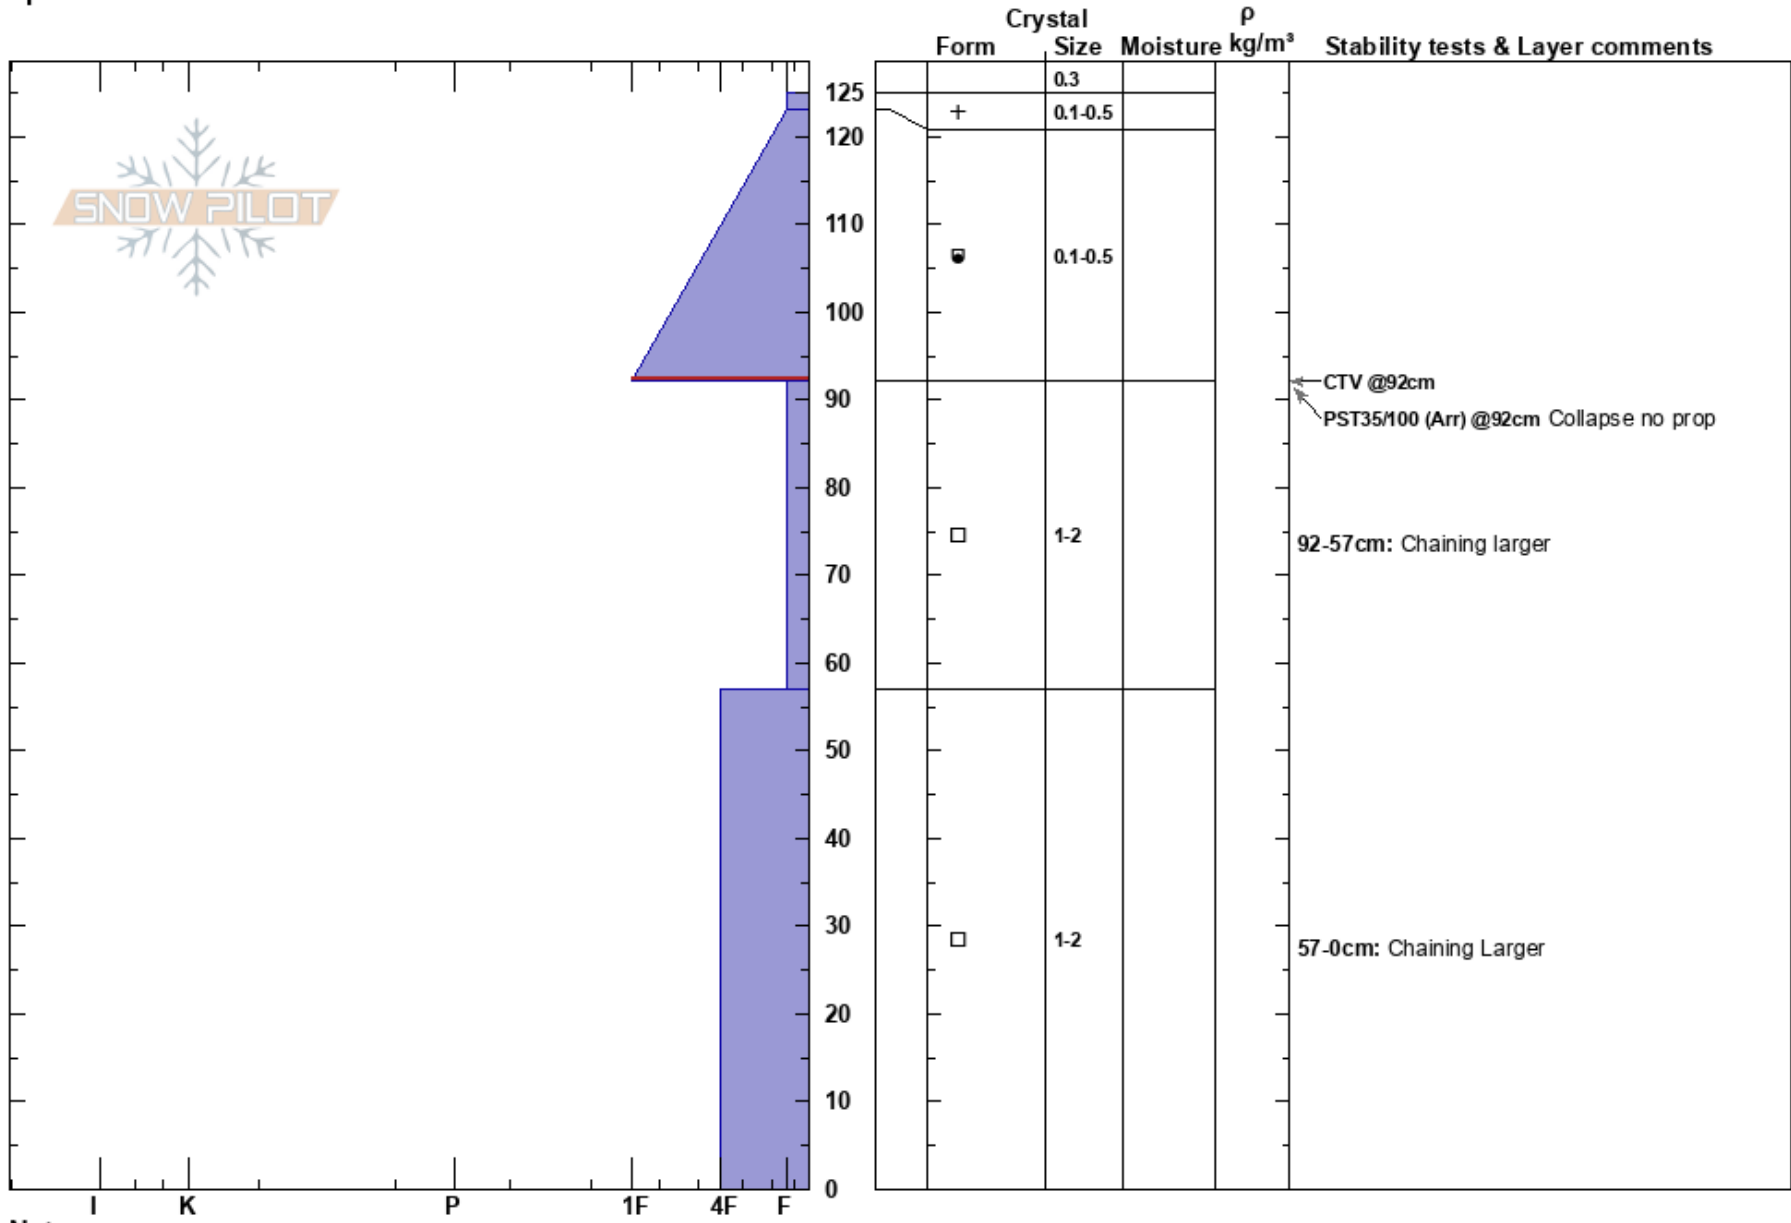 Crystal
ρ
Form Size Moisture kg/m³ Stability tests & Layer comments
0.3
125
+ 0.1-0.5
120
SNOW PILOT
110
0.1-0.5
100
CTV @92cm
90
PST35/100 (Arr) @92cm Collapse no prop
80
1-2
92-57cm: Chaining larger
70
60
50
40
30
1-2
57-0cm: Chaining Larger
20
10
0
I K P 1F 4F F